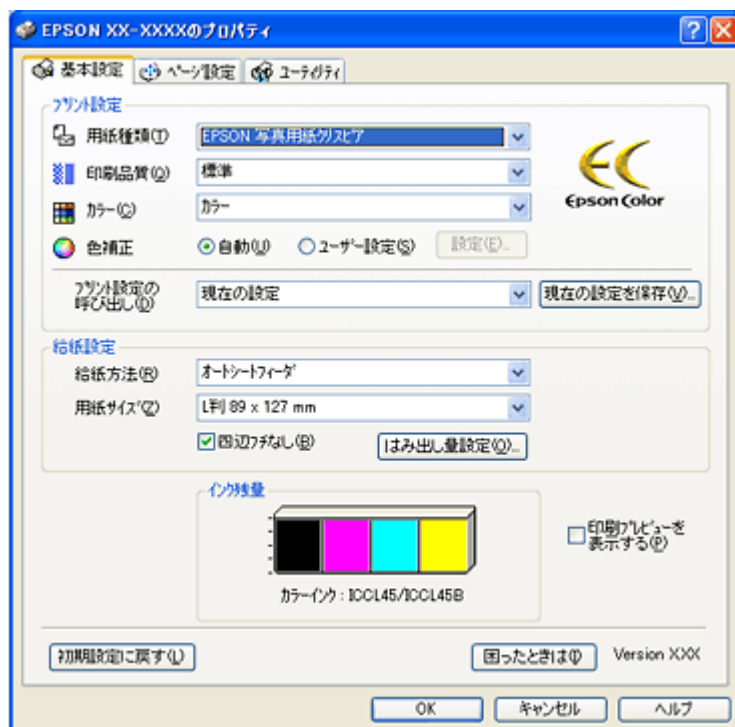 EPSON XX-XXXXのプロパティ
基本設定
ページ設定
ユーティリティ
プリント設定
用紙種類(T)
EPSON 写真用紙クリスピア
印刷品質(Q)
標準
カラー(C)
カラー
Epson Color
色補正
自動(U)
ユーザー設定(S)
設定(E)...
プリント設定の
呼び出し(D)
現在の設定
現在の設定を保存(V)...
給紙設定
給紙方法(R)
オートシートフィーダ
用紙サイズ(Z)
L判 89 x 127 mm
四辺フチなし(B)
はみ出し量設定(O)...
インク残量
カラーインク : ICCL45/ICCL45B
印刷プレビューを
表示する(P)
初期設定に戻す(L)
困ったときは(I)
Version X.XX
OK
キャンセル
ヘルプ